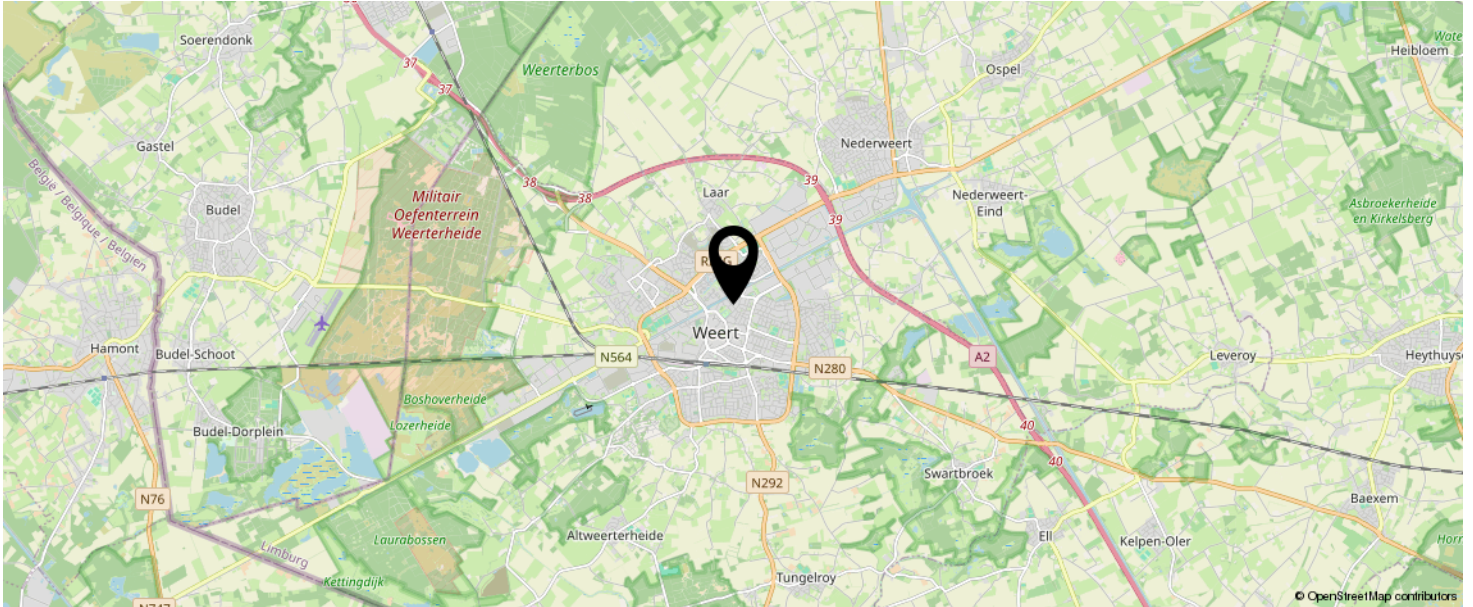 Soerendonk
37
37
Weerterbos
Ospel
Heibloem
Gastel
Nederweert
België / Belgique / Belgien
Budel
Militair
Oefenterrein
Weerterheide
38
38
Laar
39
39
Nederweert-
Eind
Asbroekerheide
en Kirkelsberg
Weert
Hamont
Budel-Schoot
N564
N280
A2
Leveroy
Boshoverheide
Lozerheide
Budel-Dorplein
40
40
Swartbroek
N76
N292
Baexem
Laurabossen
Altweerterheide
Ell
Kelpen-Oler
Limburg
Kettingdijk
Tungelroy
© OpenStreetMap contributors